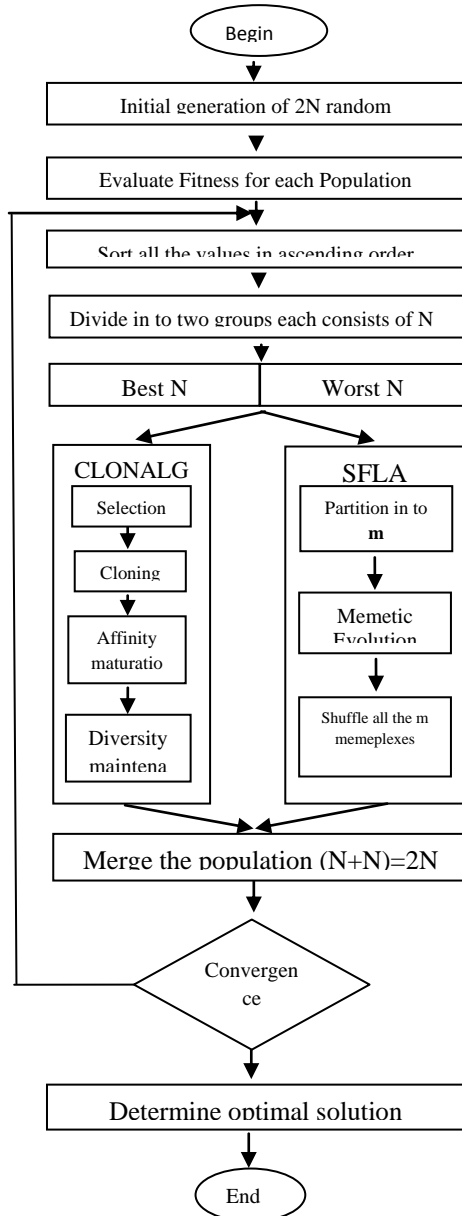 Begin
Initial generation of 2N random
Evaluate Fitness for each Population
Sort all the values in ascending order
Divide in to two groups each consists of N
Best N
Worst N
CLONALG
Selection
Cloning
Affinity
maturatio
Diversity
maintena
SFLA
Partition in to
m
Memetic
Evolution
Shuffle all the m
memeplexes
Merge the population (N+N)=2N
Convergen
ce
Determine optimal solution
End